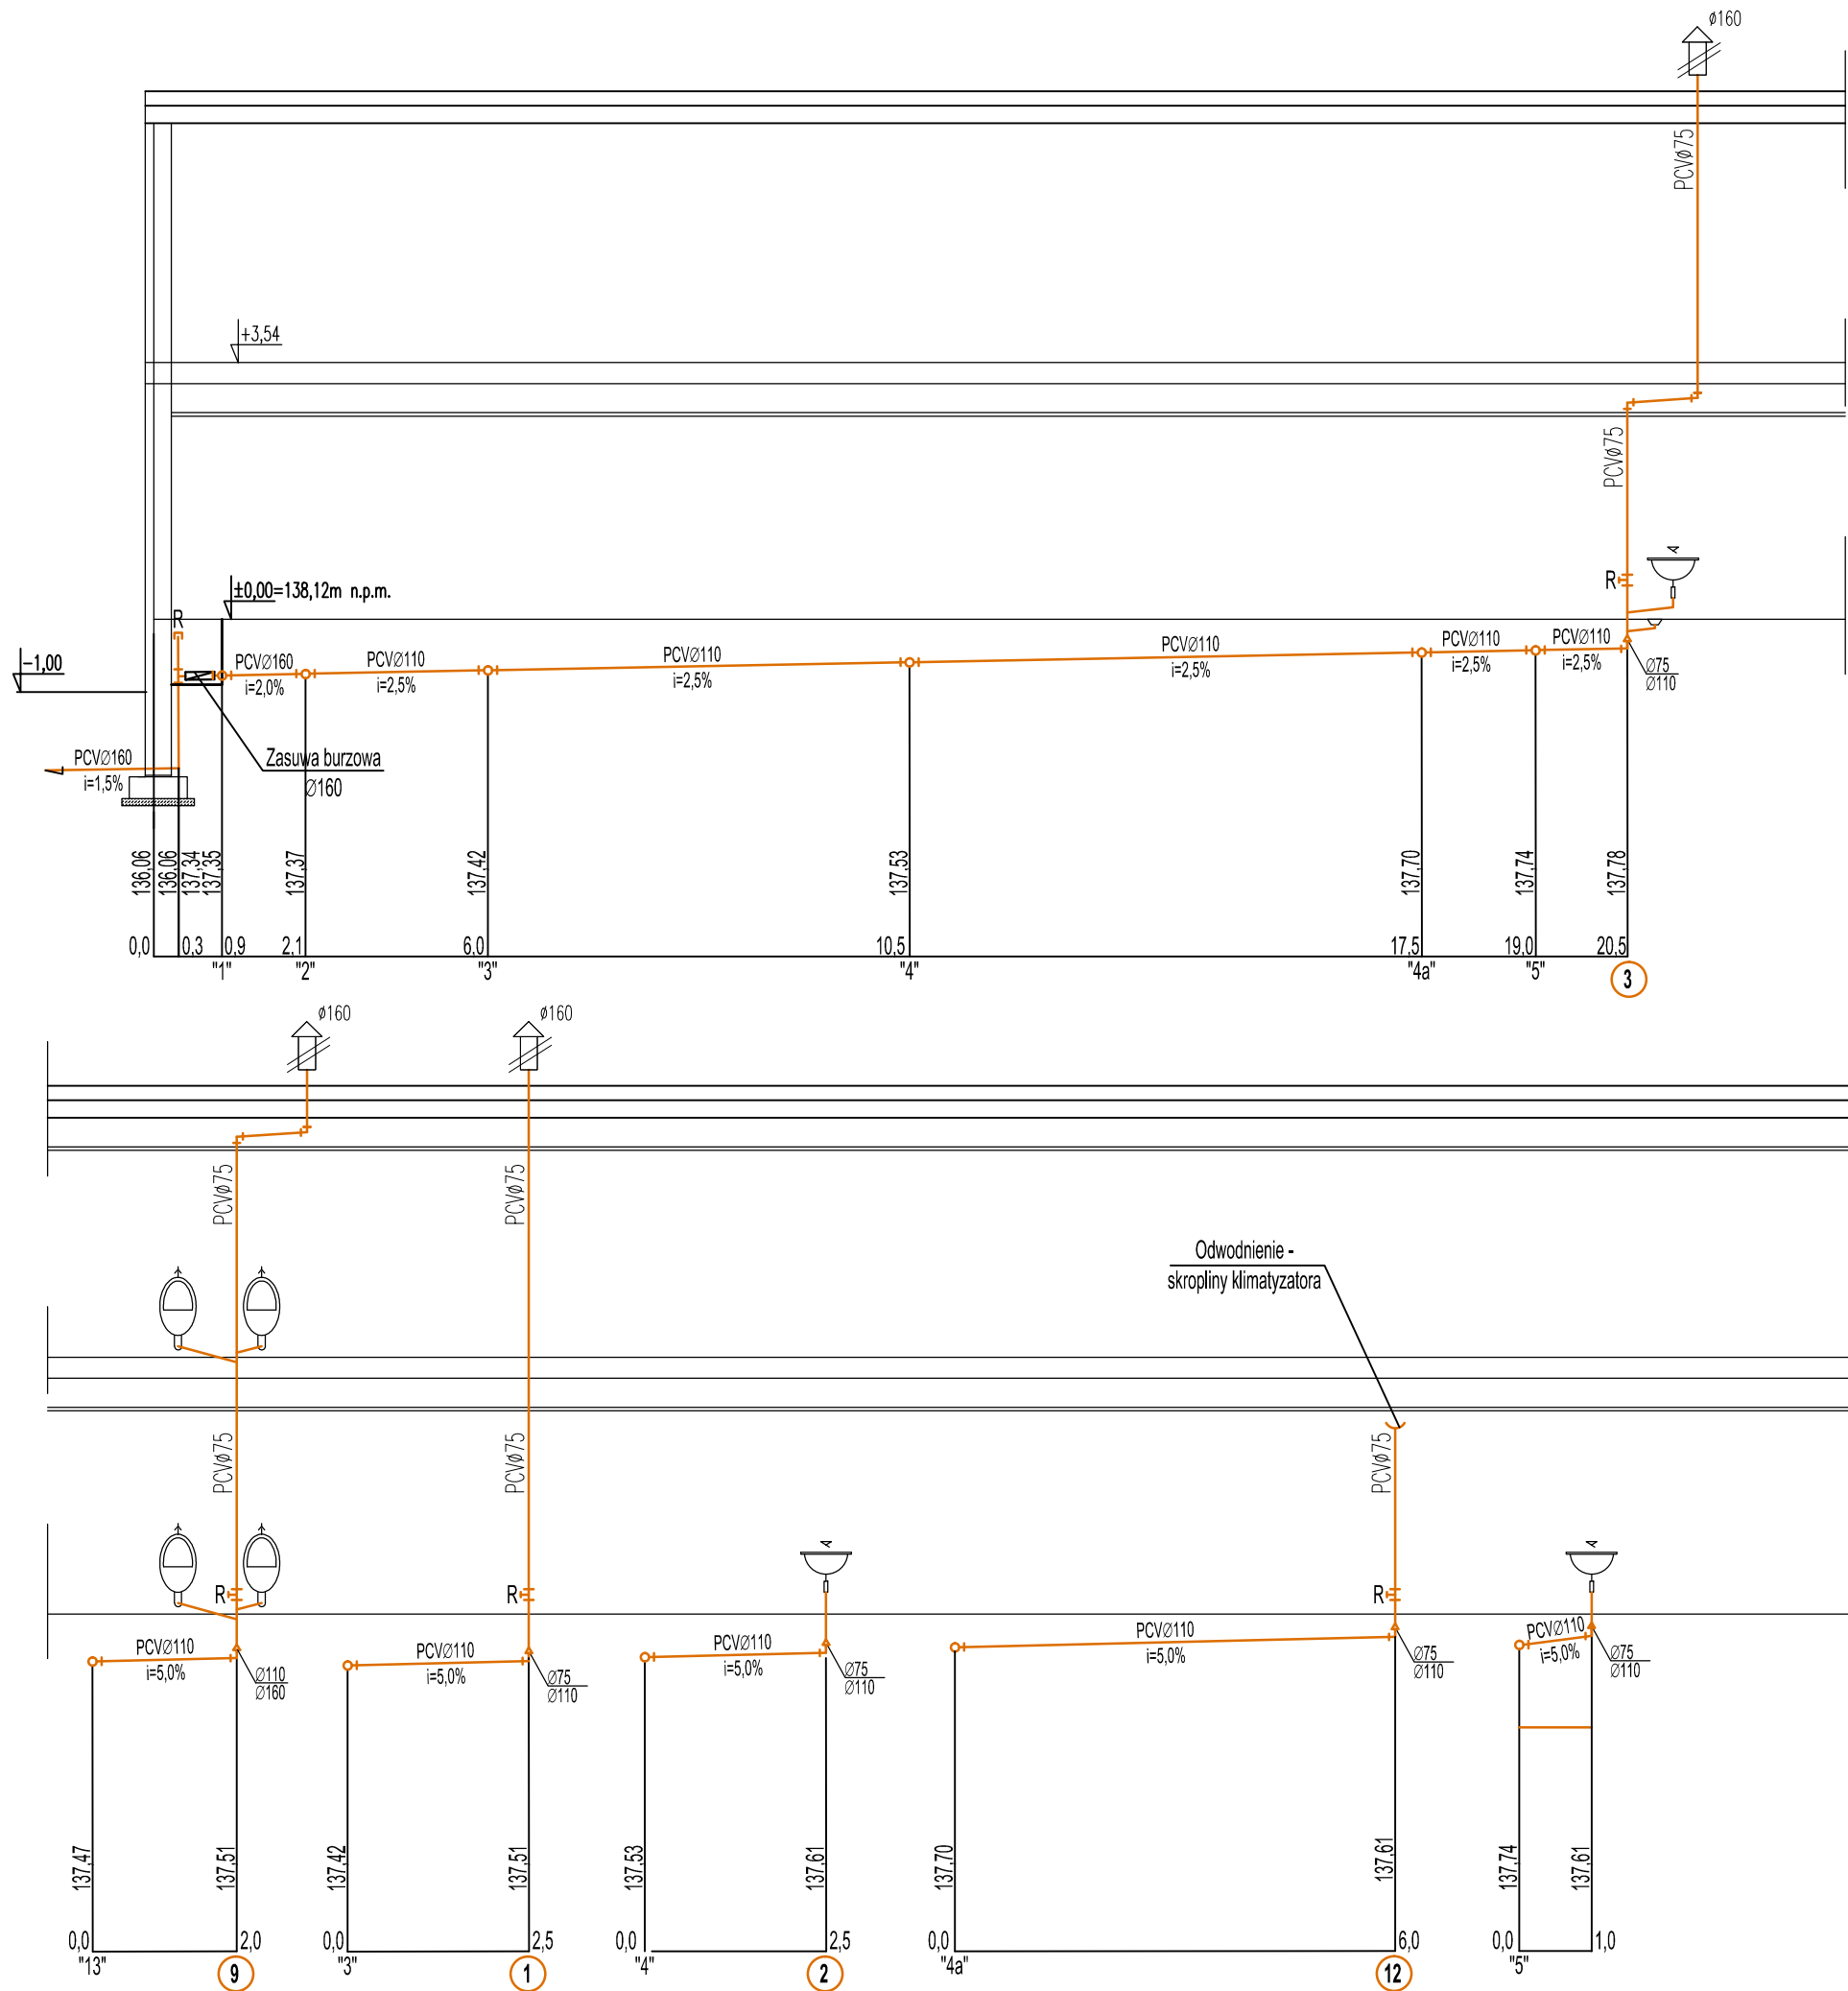 ø160
PCVø75
+3,54
PCVø75
±0,00=138,12m n.p.m.
R
R
-1,00
PCVØ160
i=2,0%
PCVØ110
i=2,5%
PCVØ110
i=2,5%
PCVØ110
i=2,5%
PCVØ110
i=2,5%
PCVØ110
i=2,5%
Ø75
Ø110
PCVØ160
i=1,5%
Zasuwa burzowa
Ø160
136,06
136,06
137,34
137,35
137,37
137,42
137,53
137,70
137,74
137,78
0,0
0,3
0,9
2,1
6,0
10,5
17,5
19,0
20,5
"1"
"2"
"3"
"4"
"4a"
"5"
3
ø160
ø160
PCVø75
PCVø75
Odwodnienie -
skropliny klimatyzatora
PCVø75
PCVø75
PCVø75
R
R
R
PCVØ110
i=5,0%
Ø110
Ø160
PCVØ110
i=5,0%
Ø75
Ø110
PCVØ110
i=5,0%
Ø75
Ø110
PCVØ110
i=5,0%
Ø75
Ø110
PCVØ110
i=5,0%
Ø75
Ø110
137,47
137,51
137,42
137,51
137,53
137,61
137,70
137,61
137,74
137,61
0,0
2,0
0,0
2,5
0,0
2,5
0,0
6,0
0,0
1,0
"13"
9
"3"
1
"4"
2
"4a"
12
"5"